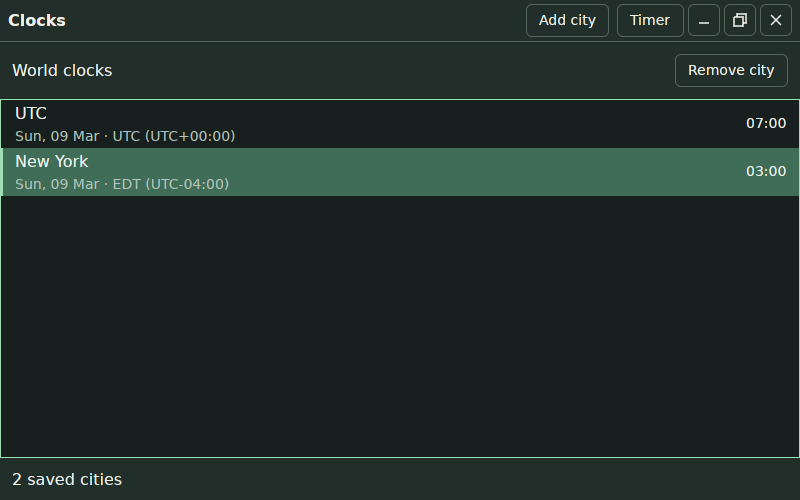 Clocks
Add city
Timer
World clocks
Remove city
UTC
Sun, 09 Mar · UTC (UTC+00:00)
07:00
New York
Sun, 09 Mar · EDT (UTC-04:00)
03:00
2 saved cities